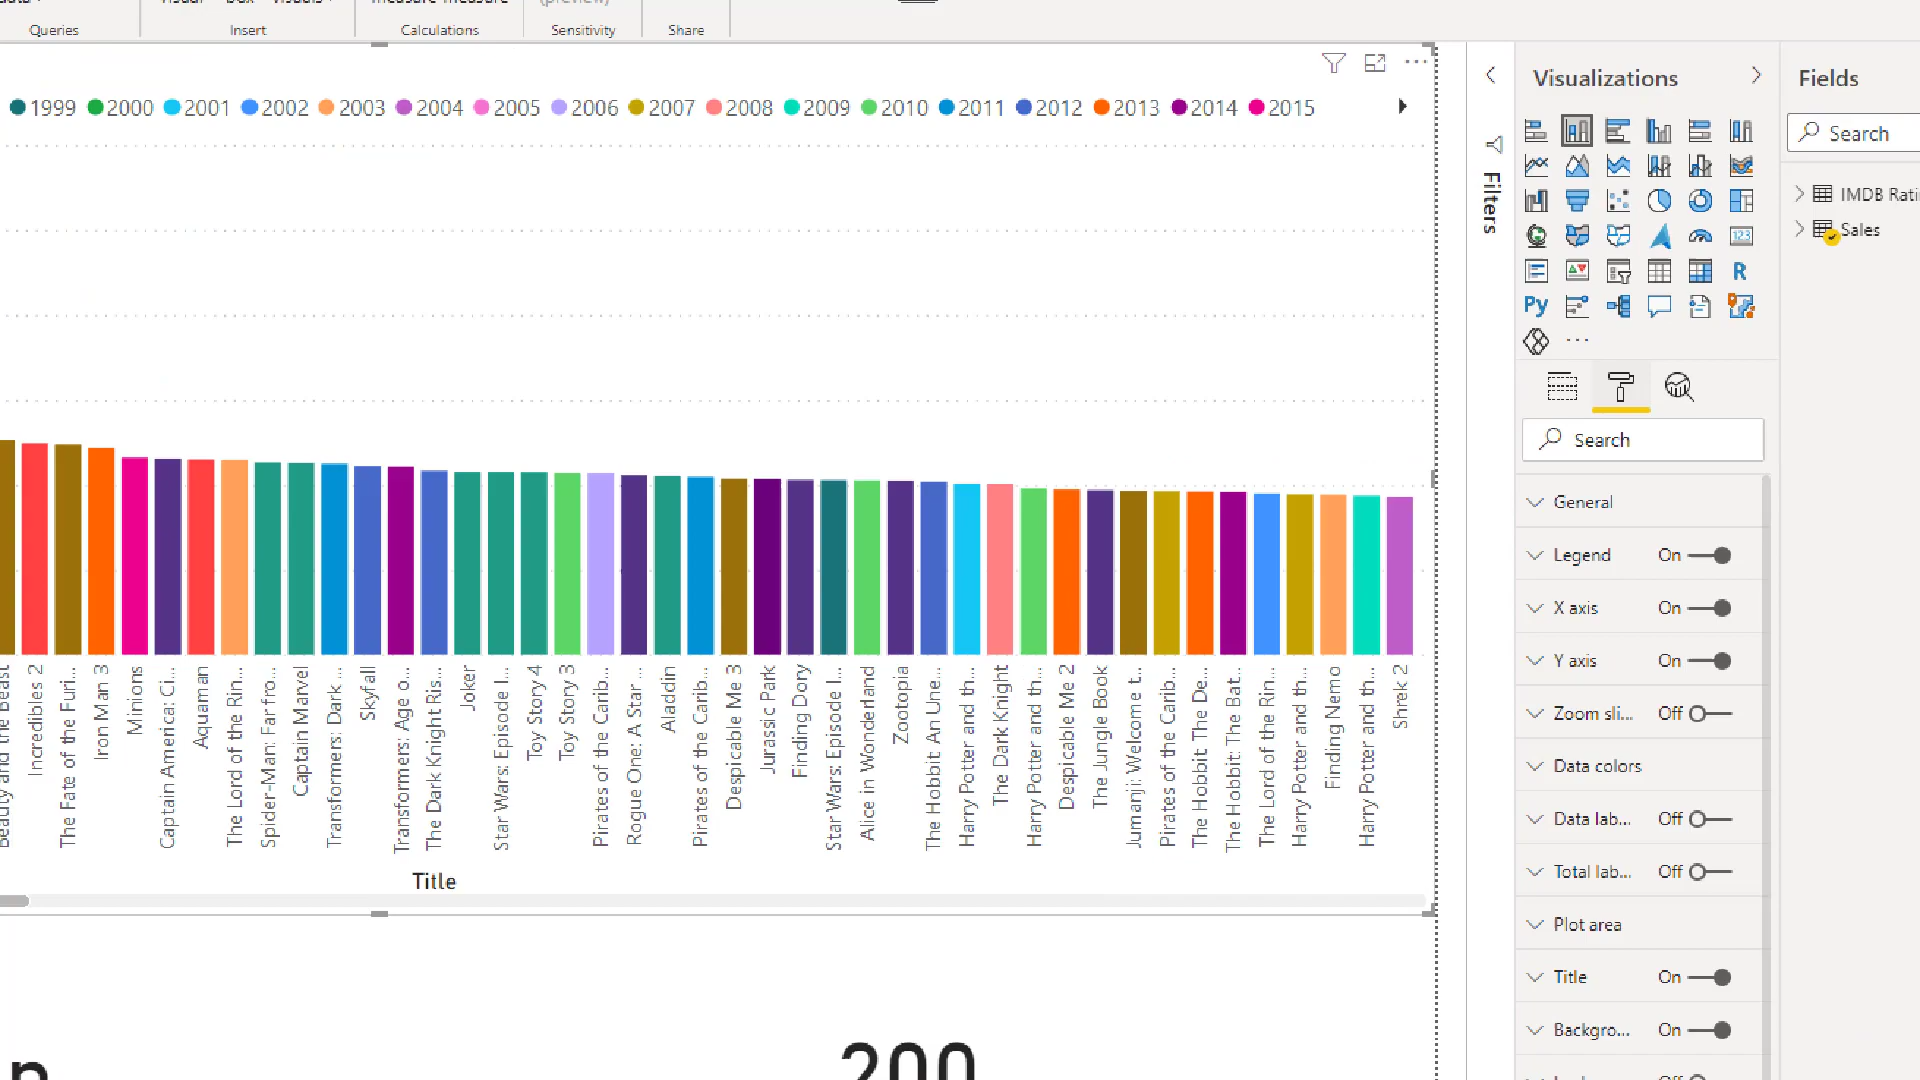 Queries
Insert
Calculations
Sensitivity
Share
(preview)
1999 2000 2001 2002 2003 2004 2005 2006 2007 2008 2009 2010 2011 2012 2013 2014 2015
Beauty and the Beast
Incredibles 2
The Fate of the Furi...
Iron Man 3
Minions
Captain America: Ci...
Aquaman
The Lord of the Rin...
Spider-Man: Far fro...
Captain Marvel
Transformers: Dark ...
Skyfall
Transformers: Age o...
The Dark Knight Ris...
Joker
Star Wars: Episode I...
Toy Story 4
Toy Story 3
Pirates of the Carib...
Rogue One: A Star ...
Aladdin
Pirates of the Carib...
Despicable Me 3
Jurassic Park
Finding Dory
Star Wars: Episode I...
Alice in Wonderland
Zootopia
The Hobbit: An Une...
Harry Potter and th...
The Dark Knight
Harry Potter and th...
Despicable Me 2
The Jungle Book
Jumanji: Welcome t...
Pirates of the Carib...
The Hobbit: The De...
The Hobbit: The Bat...
The Lord of the Rin...
Harry Potter and th...
Finding Nemo
Harry Potter and th...
Shrek 2
Title
200
Filters
Visualizations
123
R
Py
Search
General
Legend On
X axis On
Y axis On
Zoom sli... Off
Data colors
Data lab... Off
Total lab... Off
Plot area
Title On
Backgro... On
Fields
Search
IMDB Rati
Sales